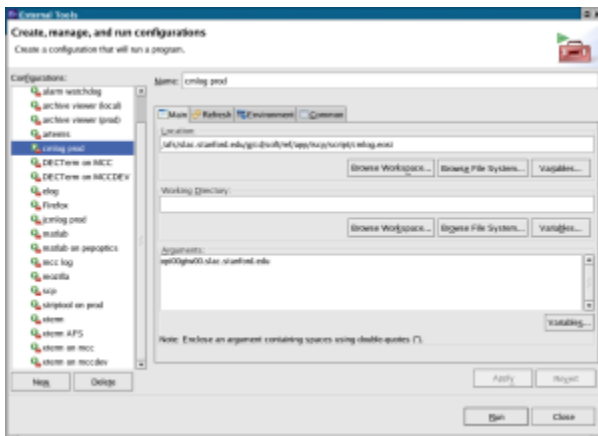 External Tools
Create, manage, and run configurations
Create a configuration that will run a program.
Configurations:
alarm watchdog
archive viewer (local)
archive viewer (prod)
artemis
cmlog prod
DECTerm on MCC
DECTerm on MCCDEV
elog
Firefox
jcmlog prod
matlab
matlab on pepoptics
mcc log
mozilla
scp
striptool on prod
xterm
xterm AFS
xterm on mcc
xterm on mccdev
New
Delete
Name: cmlog prod
Main
Refresh
Environment
Common
Location:
Browse Workspace...
Browse File System...
Variables...
Working Directory:
Browse Workspace...
Browse File System...
Variables...
Arguments:
Variables...
Note: Enclose an argument containing spaces using double-quotes (").
Apply
Revert
Run
Close